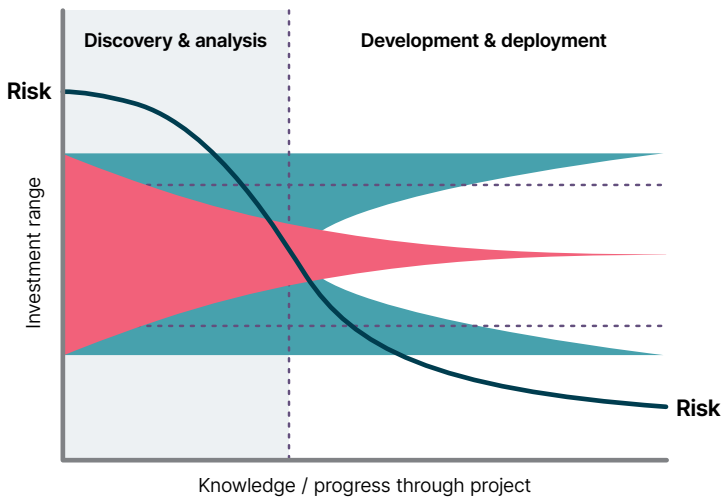 Discovery & analysis
Development & deployment
Risk
Investment range
Risk
Knowledge / progress through project